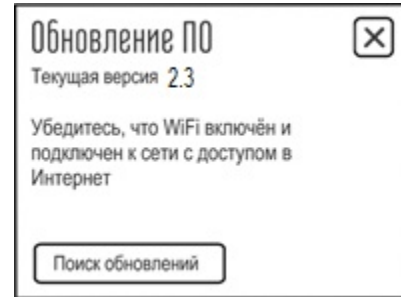 Обновление ПО
Текущая версия 2.3
Убедитесь, что WiFi включён и
подключен к сети с доступом в
Интернет
Поиск обновлений